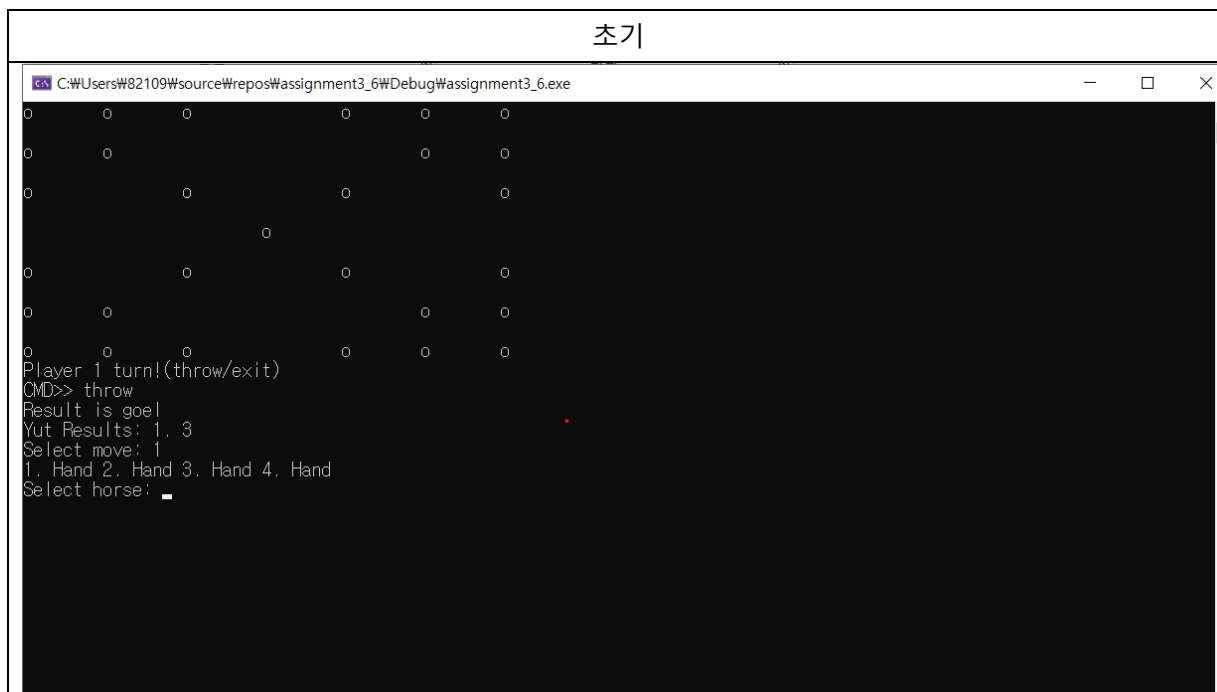 초기
C:₩Users₩82109₩source₩repos₩assignment3_6₩Debug₩assignment3_6.exe
o o o o o o
o o o o
o o o o
o
o o o o
o o o o
o o o o o o
Player 1 turn!(throw/exit)
CMD>> throw
Result is goel
Yut Results: 1. 3
Select move: 1
1. Hand 2. Hand 3. Hand 4. Hand
Select horse: